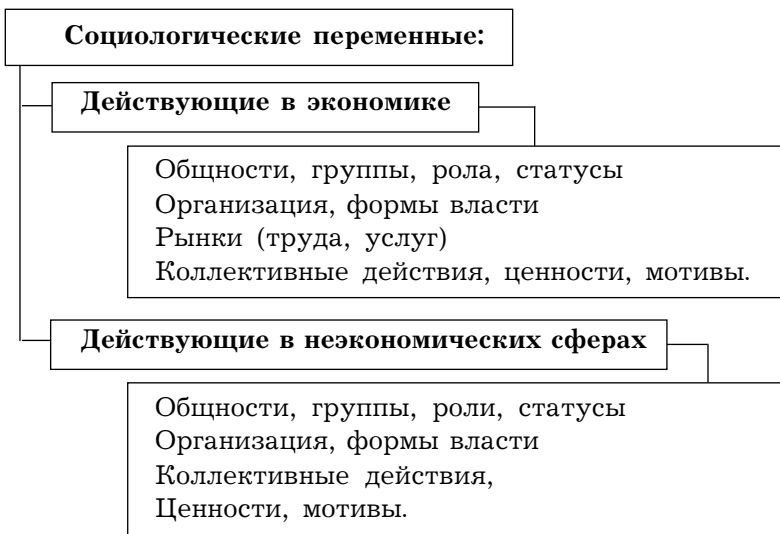 Социологические переменные:
Действующие в экономике
Общности, группы, рола, статусы
Организация, формы власти
Рынки (труда, услуг)
Коллективные действия, ценности, мотивы.
Действующие в неэкономических сферах
Общности, группы, роли, статусы
Организация, формы власти
Коллективные действия,
Ценности, мотивы.